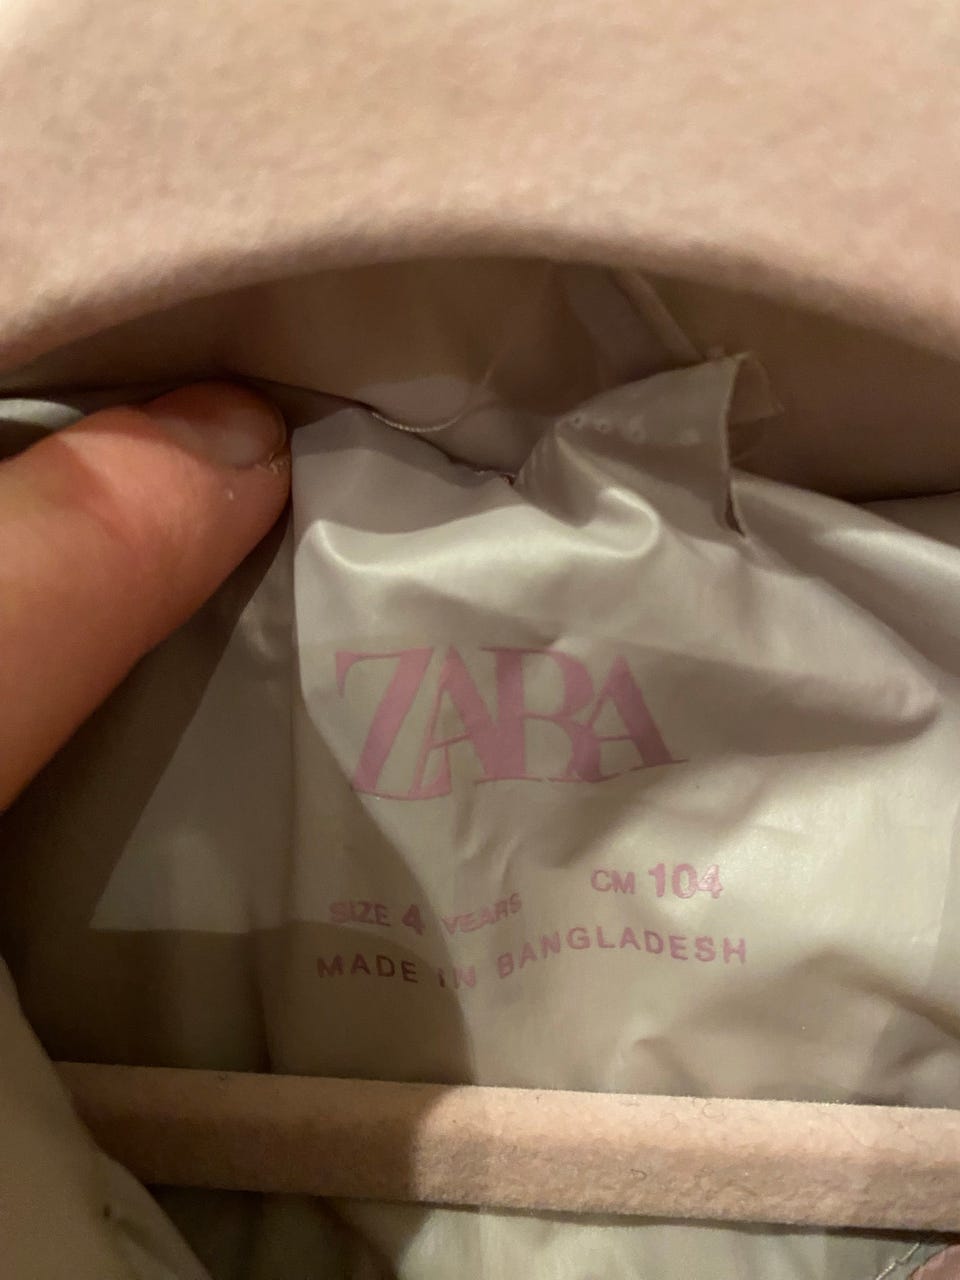 ZARA
SIZE 4 YEARS CM 104
MADE IN BANGLADESH